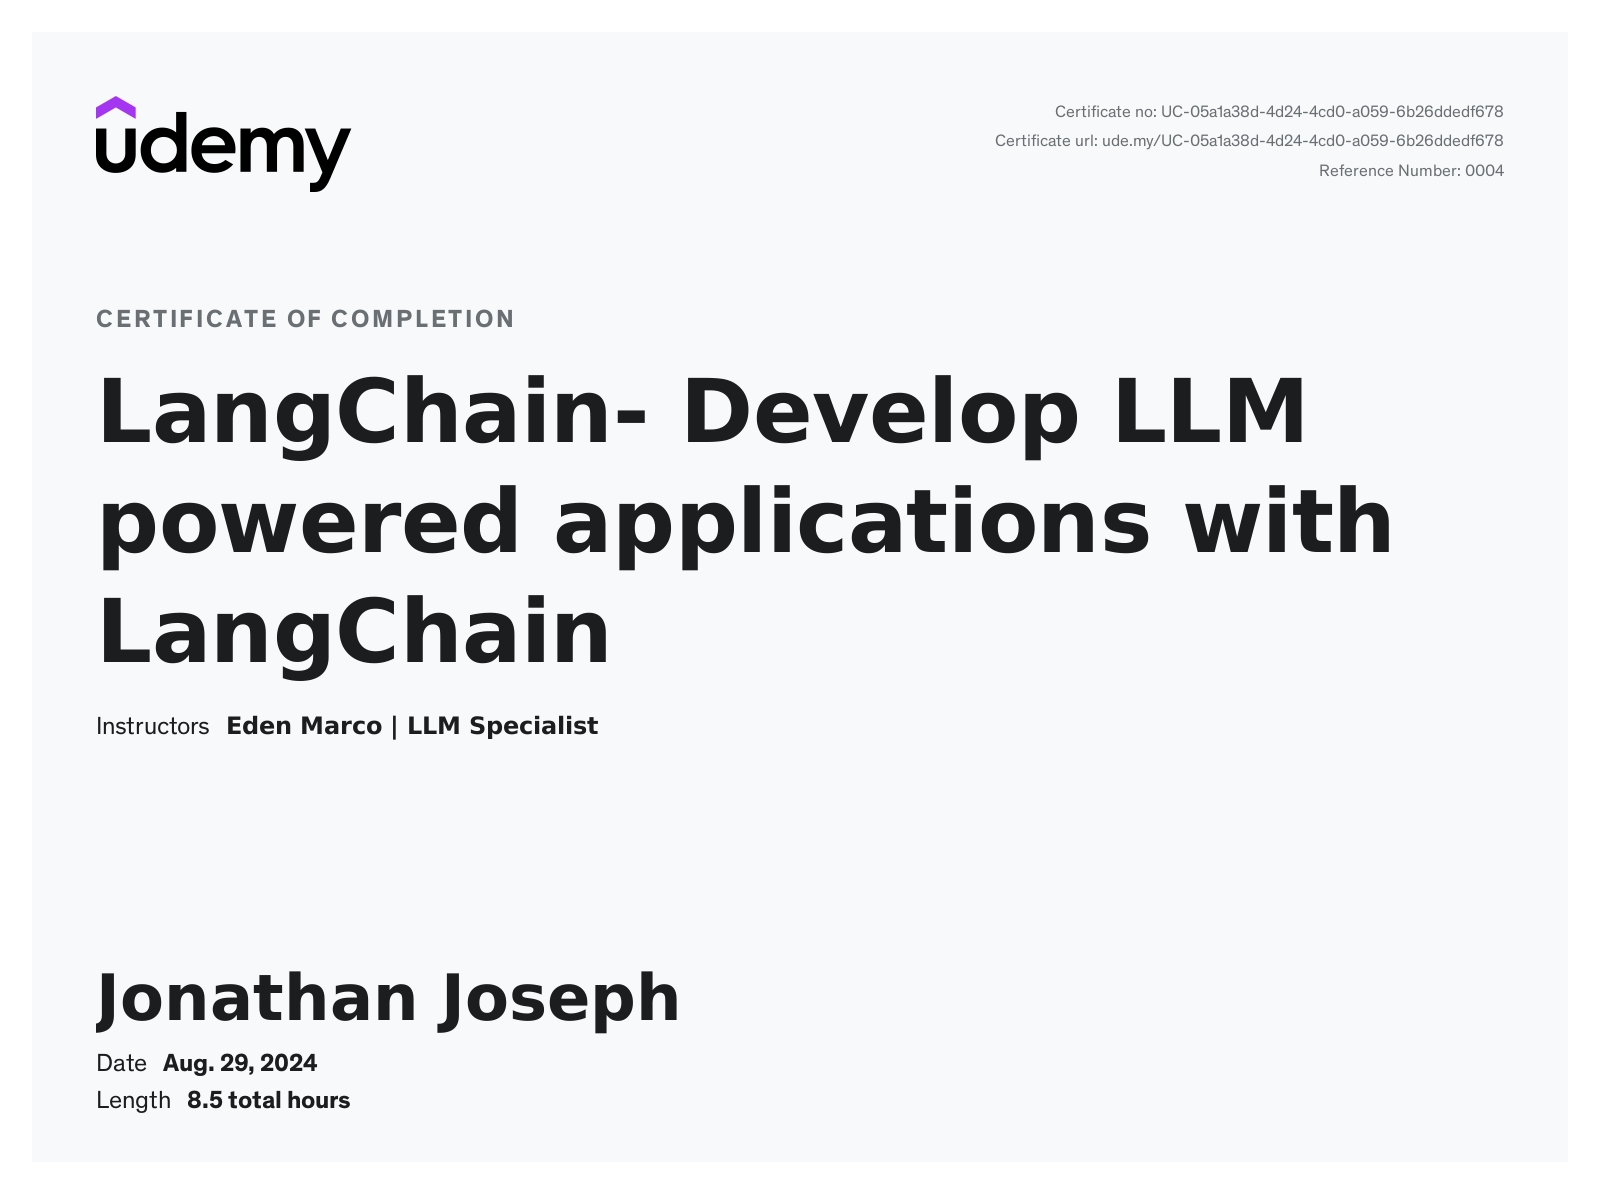 udemy
Certificate no: UC-05a1a38d-4d24-4cd0-a059-6b26ddedf678
Certificate url: ude.my/UC-05a1a38d-4d24-4cd0-a059-6b26ddedf678
Reference Number: 0004
CERTIFICATE OF COMPLETION
LangChain- Develop LLM
powered applications with
LangChain
Instructors Eden Marco | LLM Specialist
Jonathan Joseph
Date Aug. 29, 2024
Length 8.5 total hours